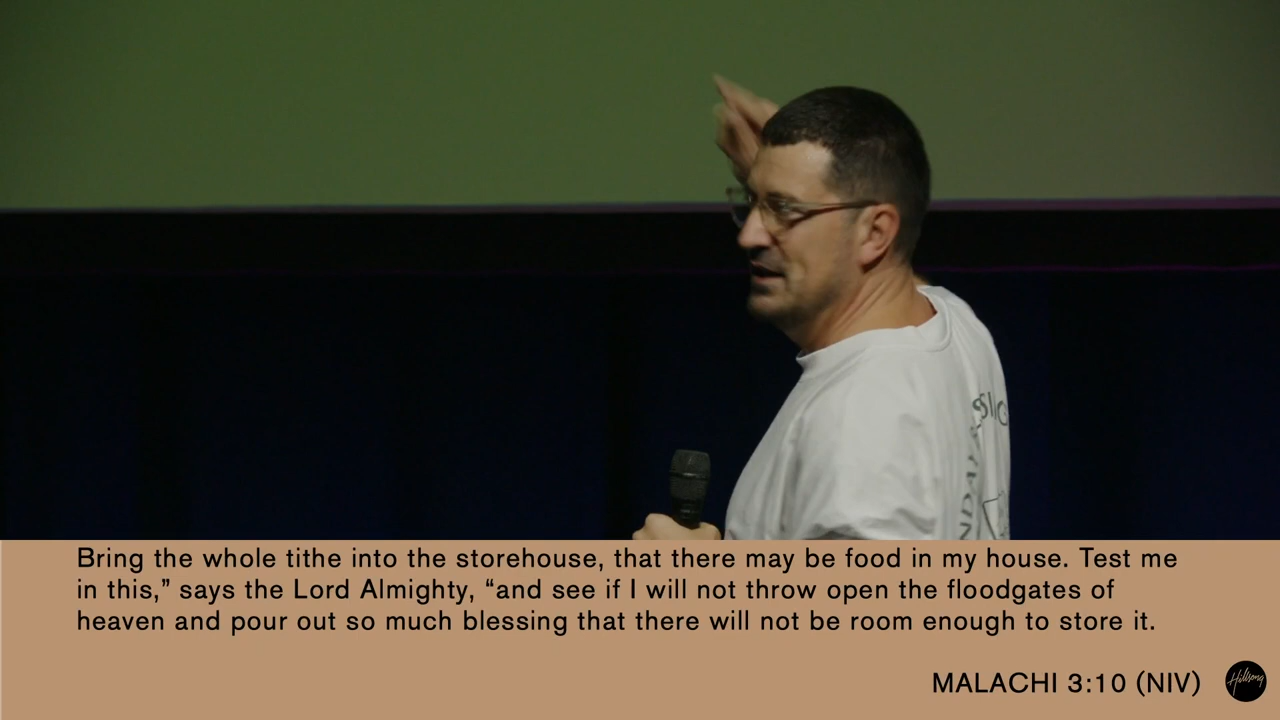 Bring the whole tithe into the storehouse, that there may be food in my house. Test me
in this,” says the Lord Almighty, “and see if I will not throw open the floodgates of
heaven and pour out so much blessing that there will not be room enough to store it.
MALACHI 3:10 (NIV)
Hillsong